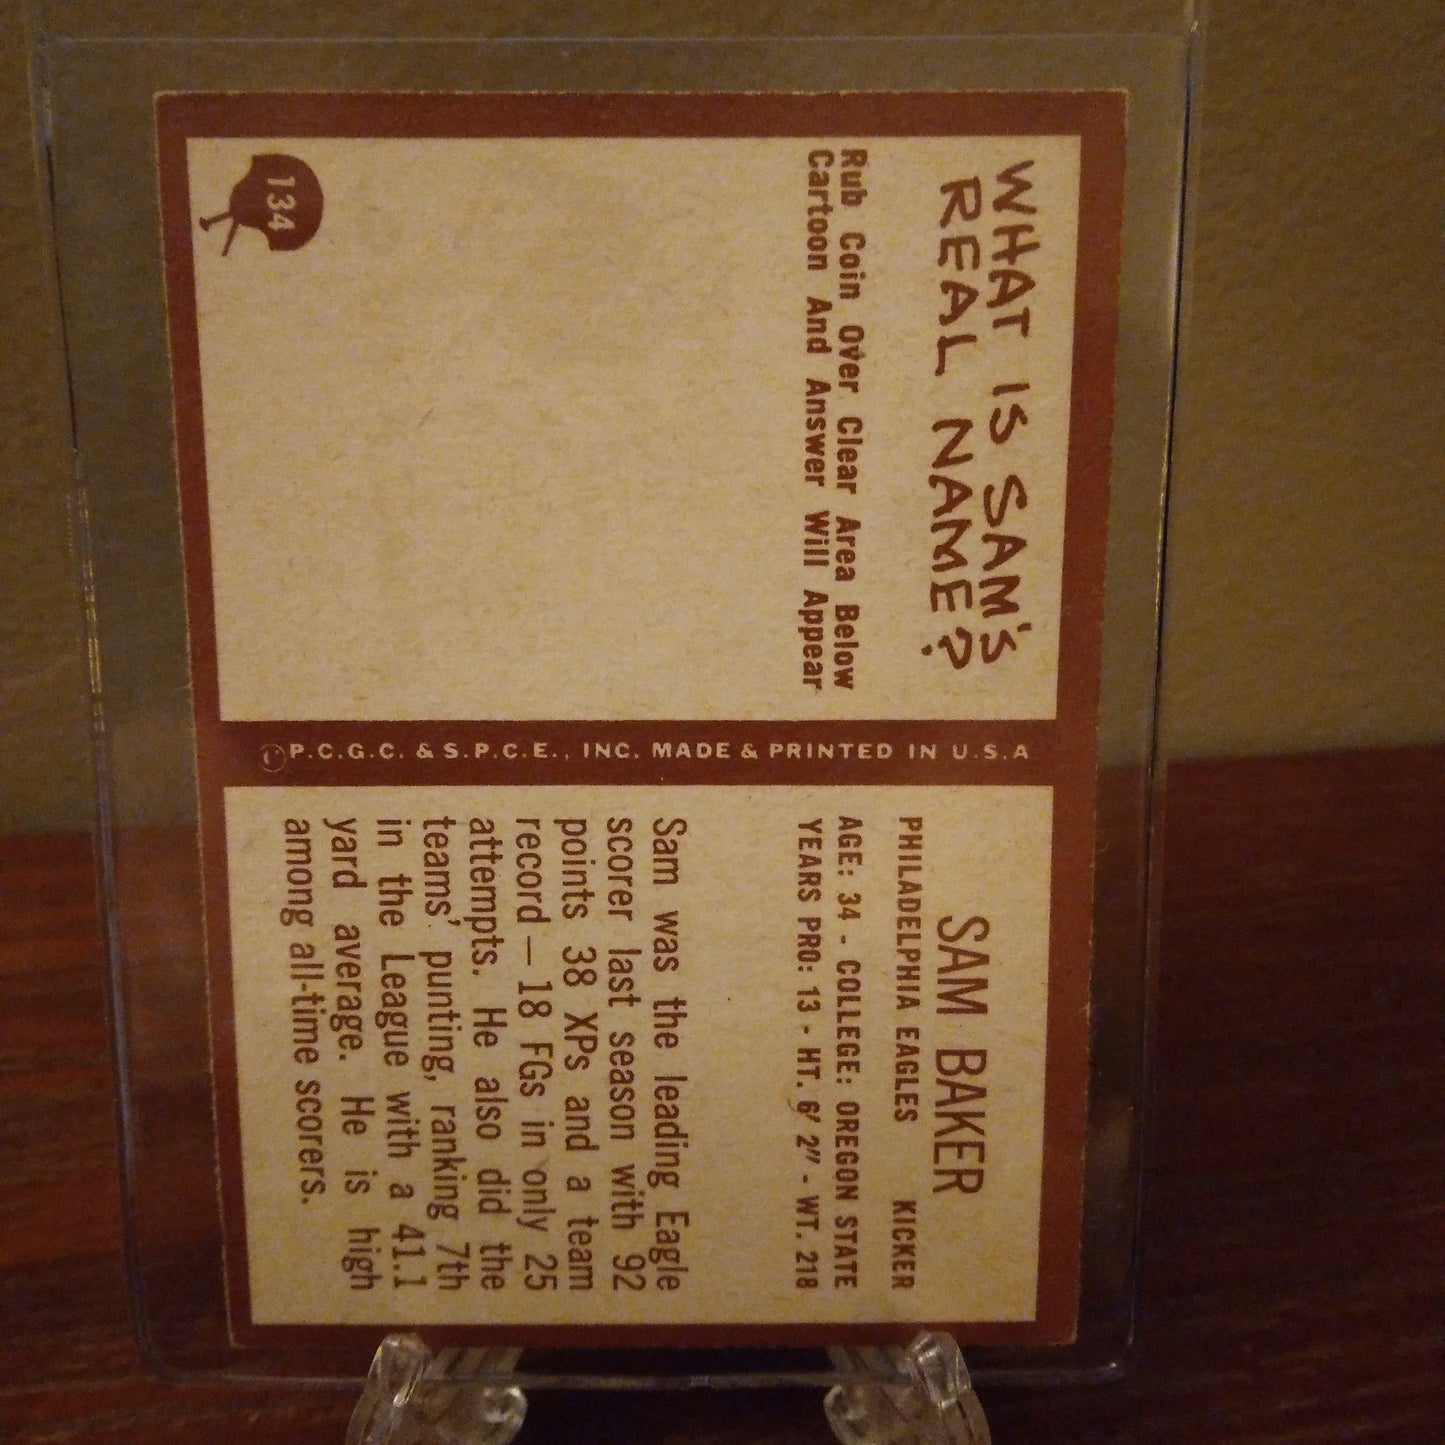 WHAT IS SAM'S
REAL NAME?
Rub Coin Over Clear Area Below
Cartoon And Answer Will Appear
134
P.C.G.C. & S.P.C.E., INC. MADE & PRINTED IN U.S.A
SAM BAKER
PHILADELPHIA EAGLES KICKER
AGE: 34 - COLLEGE: OREGON STATE
YEARS PRO: 13 - HT. 6' 2" - WT. 218
Sam was the leading Eagle
scorer last season with 92
points 38 XPs and a team
record — 18 FGs in only 25
attempts. He also did the
teams' punting, ranking 7th
in the League with a 41.1
yard average. He is high
among all-time scorers.